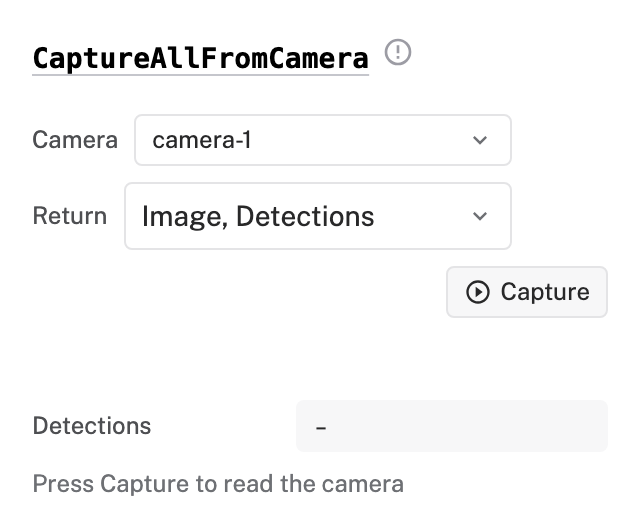 CaptureAllFromCamera
Camera camera-1
Return Image, Detections
Capture
Detections –
Press Capture to read the camera